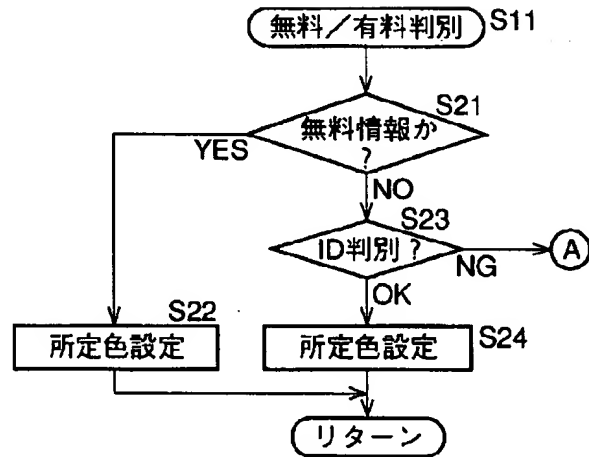 無料／有料判別 S11
S21
無料情報か
?
YES
NO
S23
ID判別?
NG
A
OK
S22
所定色設定
所定色設定 S24
リターン